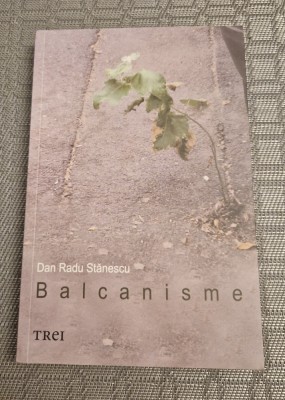 Dan Radu Stănescu
Balcanisme
TREI